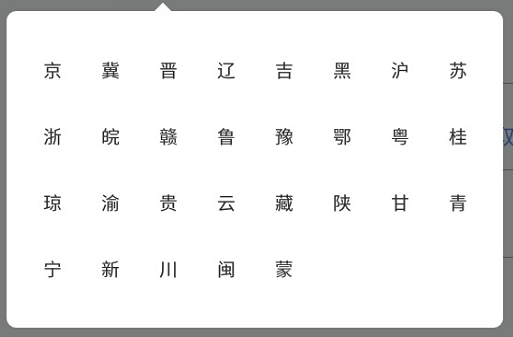 京 冀 晋 辽 吉 黑 沪 苏
浙 皖 赣 鲁 豫 鄂 粤 桂
琼 渝 贵 云 藏 陕 甘 青
宁 新 川 闽 蒙